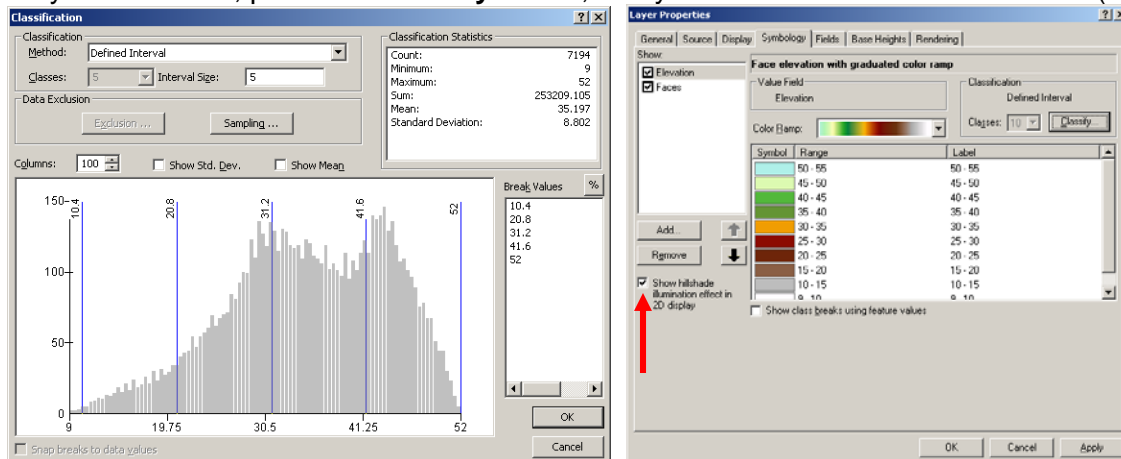 Classification
Classification
Method: Defined Interval
Classes: 5 Interval Size: 5
Data Exclusion
Exclusion ... Sampling ...
Classification Statistics
Count: 7194
Minimum: 9
Maximum: 52
Sum: 253209.105
Mean: 35.197
Standard Deviation: 8.802
Columns: 100 Show Std. Dev. Show Mean
Break Values %
10.4
20.8
31.2
41.6
52
150
100
50
0
10.4 20.8 31.2 41.6 52
9 19.75 30.5 41.25 52
Snap breaks to data values
OK
Cancel
Layer Properties
General Source Display Symbology Fields Base Heights Rendering
Show:
Elevation
Faces
Add...
Remove
Show hillshade
illumination effect in
2D display
Face elevation with graduated color ramp
Value Field
Elevation
Classification
Defined Interval
Color Ramp:
Classes: 10 Classify...
Symbol Range Label
50 - 55 50 - 55
45 - 50 45 - 50
40 - 45 40 - 45
35 - 40 35 - 40
30 - 35 30 - 35
25 - 30 25 - 30
20 - 25 20 - 25
15 - 20 15 - 20
10 - 15 10 - 15
9 - 10 9 - 10
Show class breaks using feature values
OK Cancel Apply